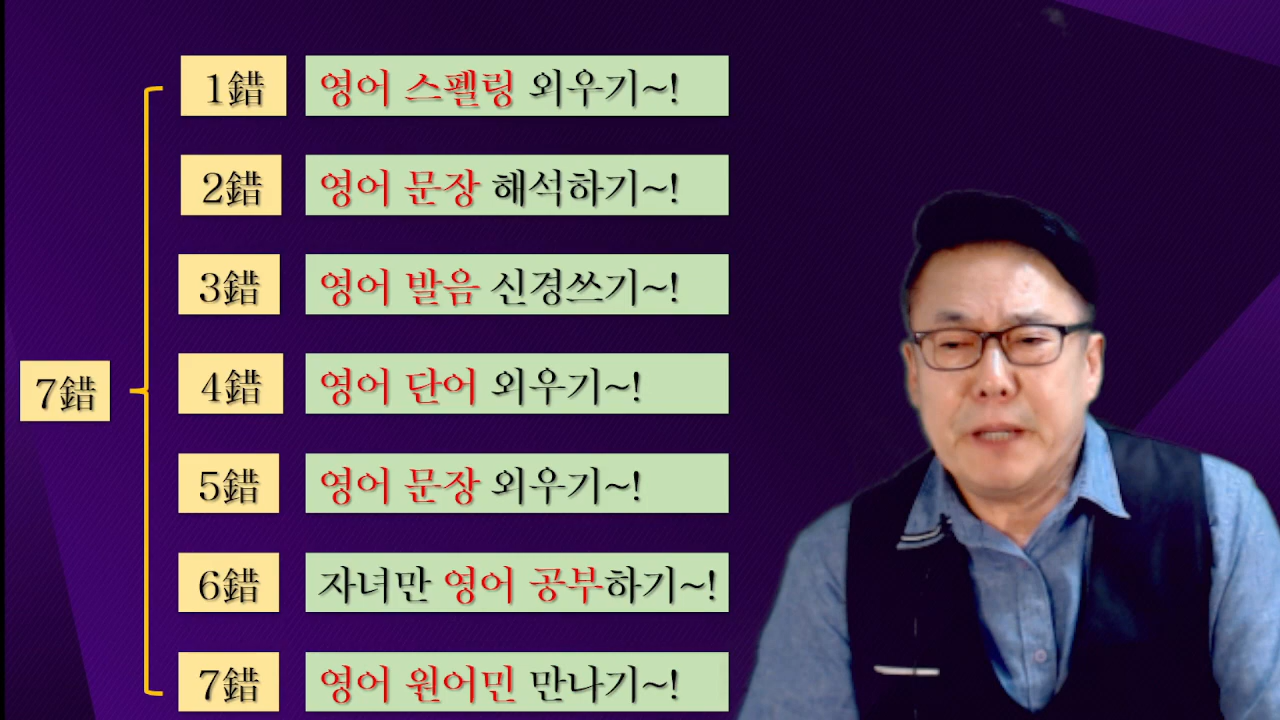 7錯
1錯 영어 스펠링 외우기~!
2錯 영어 문장 해석하기~!
3錯 영어 발음 신경쓰기~!
4錯 영어 단어 외우기~!
5錯 영어 문장 외우기~!
6錯 자녀만 영어 공부하기~!
7錯 영어 원어민 만나기~!